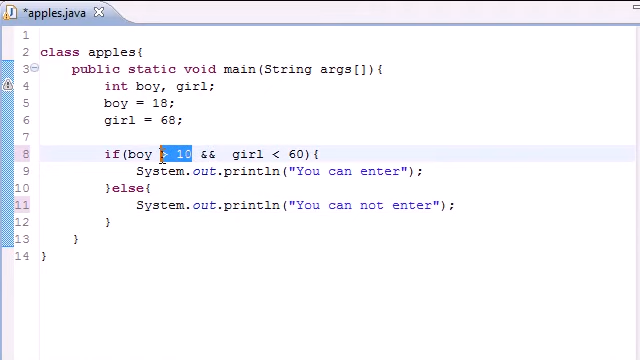 *apples.java
1
2 class apples{
3 public static void main(String args[]){
4 int boy, girl;
5 boy = 18;
6 girl = 68;
7
8 if(boy > 10 && girl < 60){
9 System.out.println("You can enter");
10 }else{
11 System.out.println("You can not enter");
12 }
13 }
14 }